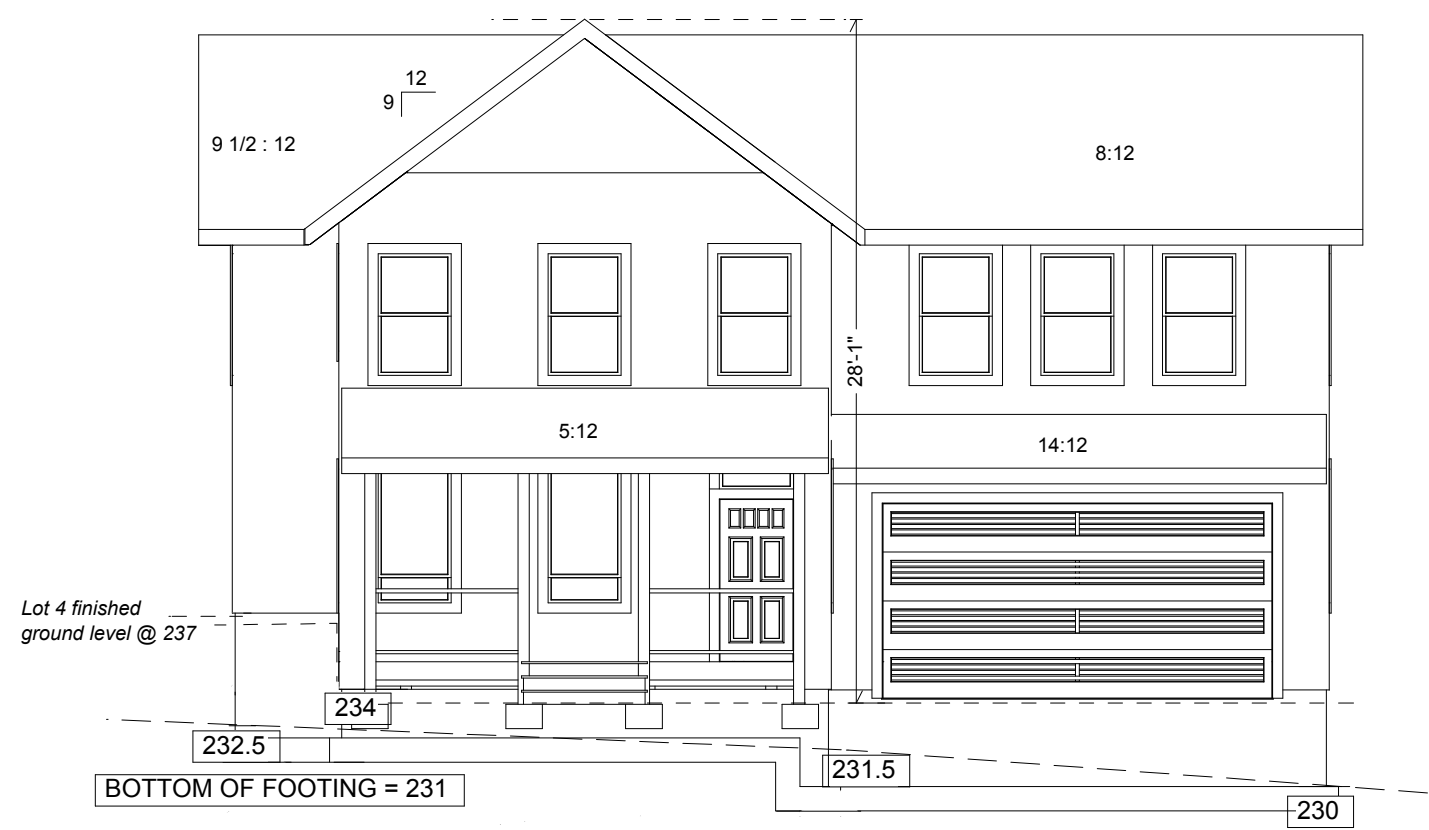 12
9
9 1/2 : 12
8:12
28'-1"
5:12
14:12
Lot 4 finished
ground level @ 237
234
232.5
231.5
BOTTOM OF FOOTING = 231
230